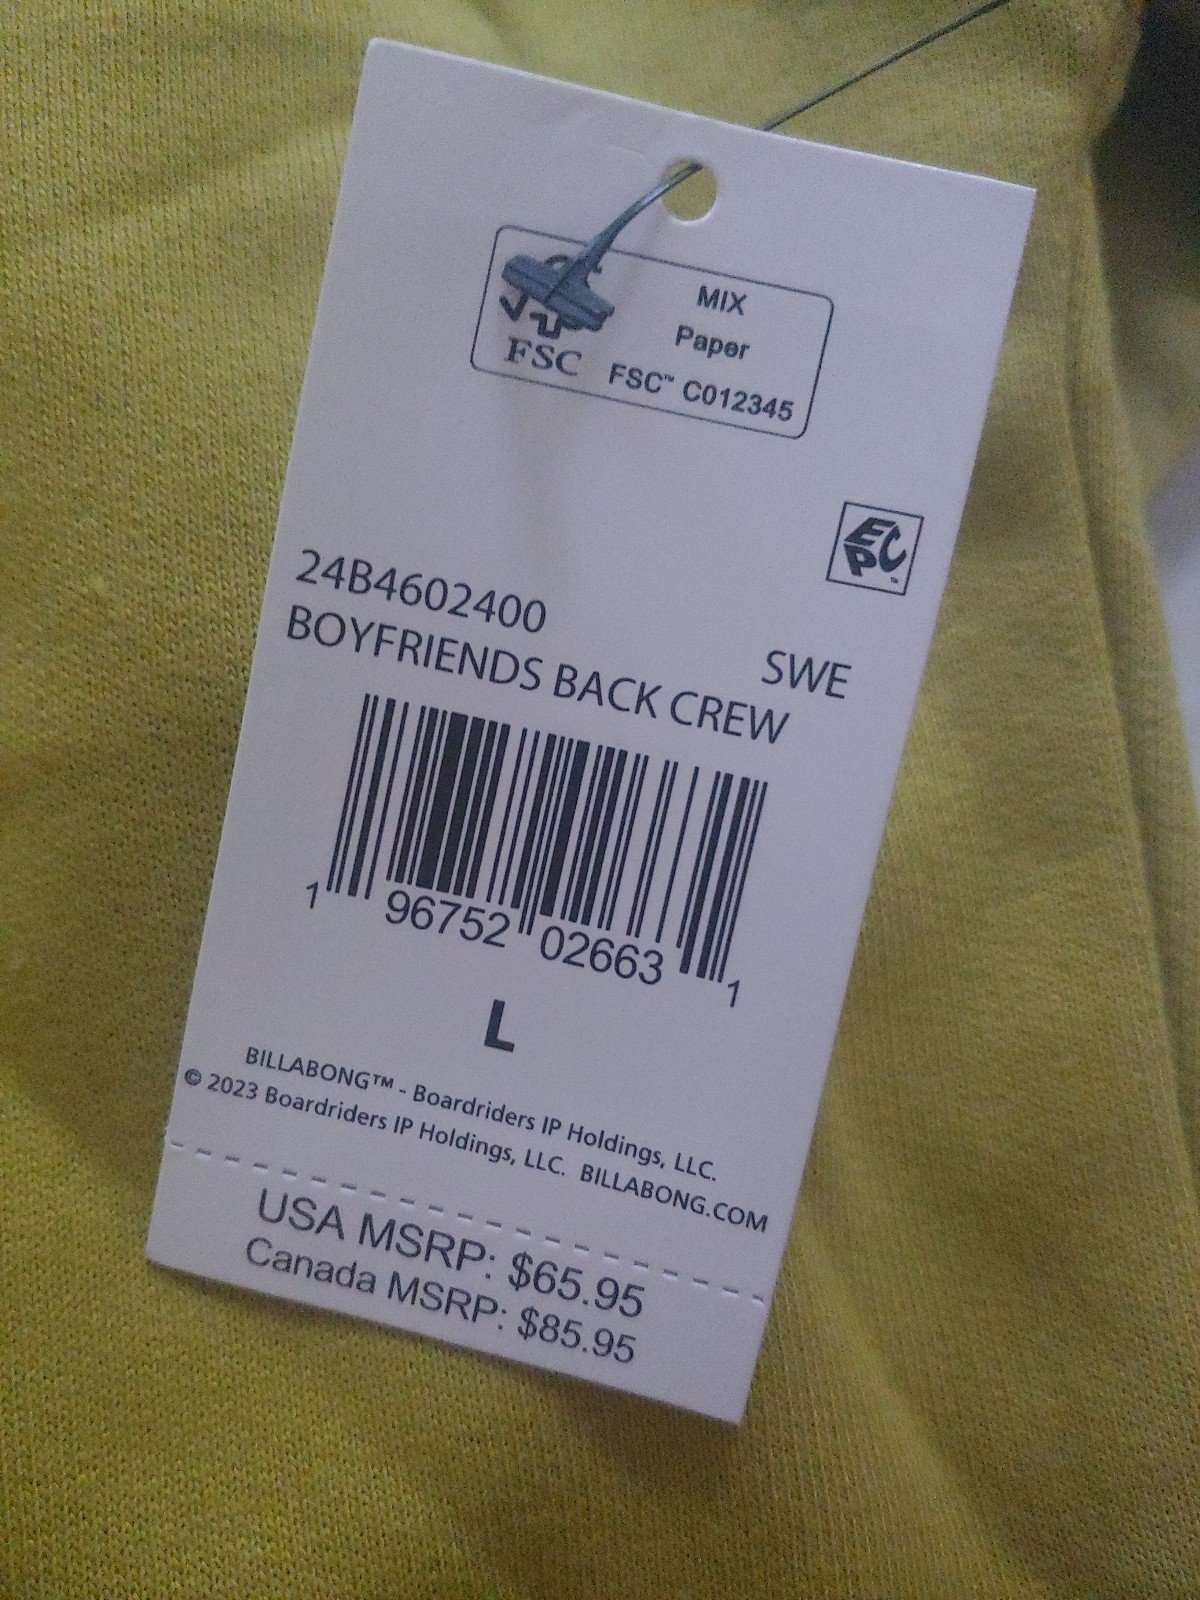 MIX
Paper
FSC FSC™ C012345
EPC
24B4602400
SWE
BOYFRIENDS BACK CREW
1 96752 02663 1
L
BILLABONG™ - Boardriders IP Holdings, LLC.
© 2023 Boardriders IP Holdings, LLC. BILLABONG.COM
USA MSRP: $65.95
Canada MSRP: $85.95